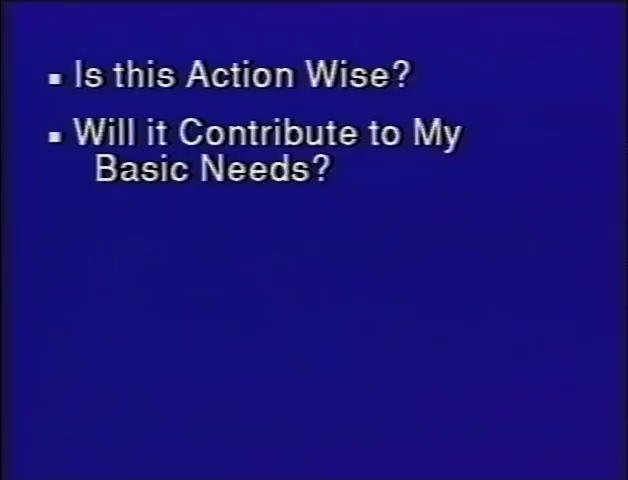 ▪ Is this Action Wise?
▪ Will it Contribute to My
Basic Needs?